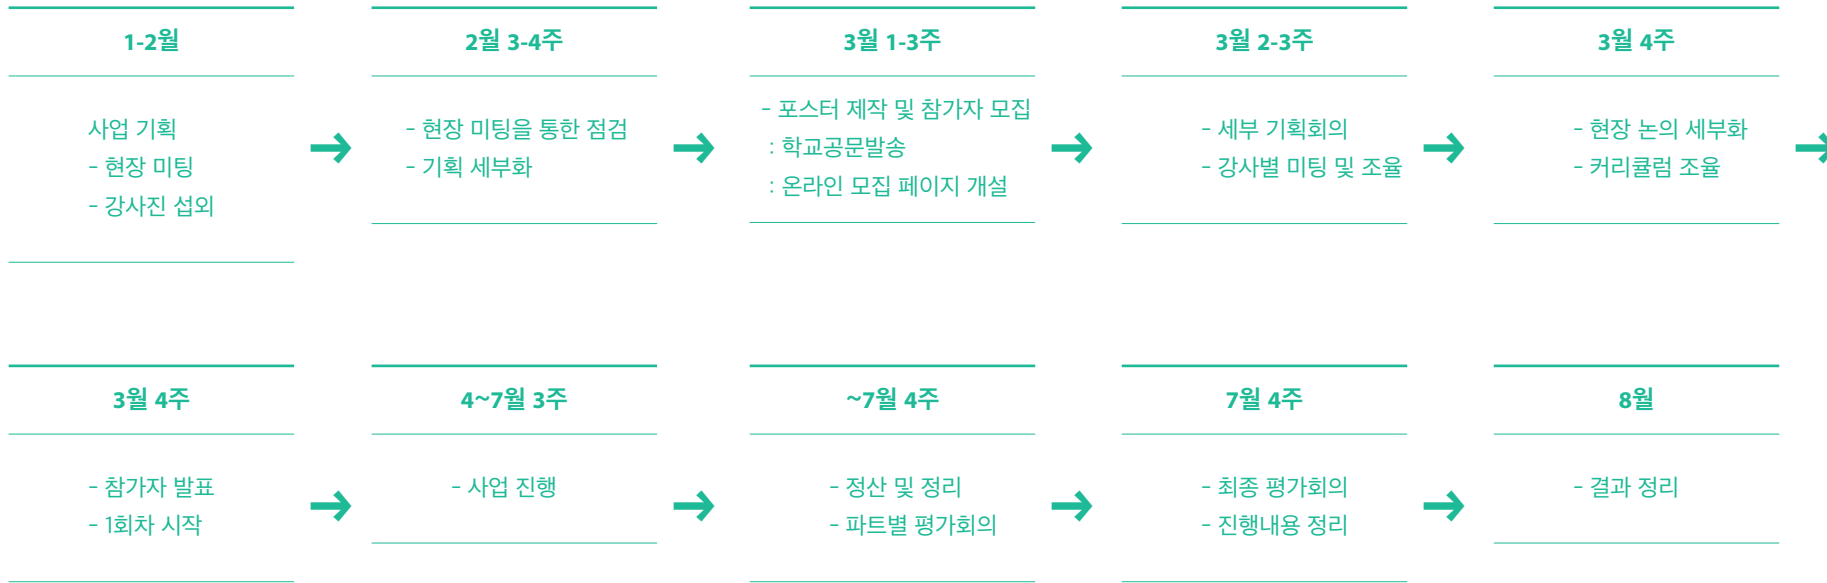 1-2월
사업 기획
- 현장 미팅
- 강사진 섭외
2월 3-4주
- 현장 미팅을 통한 점검
- 기획 세부화
3월 1-3주
- 포스터 제작 및 참가자 모집
: 학교공문발송
: 온라인 모집 페이지 개설
3월 2-3주
- 세부 기획회의
- 강사별 미팅 및 조율
3월 4주
- 현장 논의 세부화
- 커리큘럼 조율
3월 4주
- 참가자 발표
- 1회차 시작
4~7월 3주
- 사업 진행
~7월 4주
- 정산 및 정리
- 파트별 평가회의
7월 4주
- 최종 평가회의
- 진행내용 정리
8월
- 결과 정리